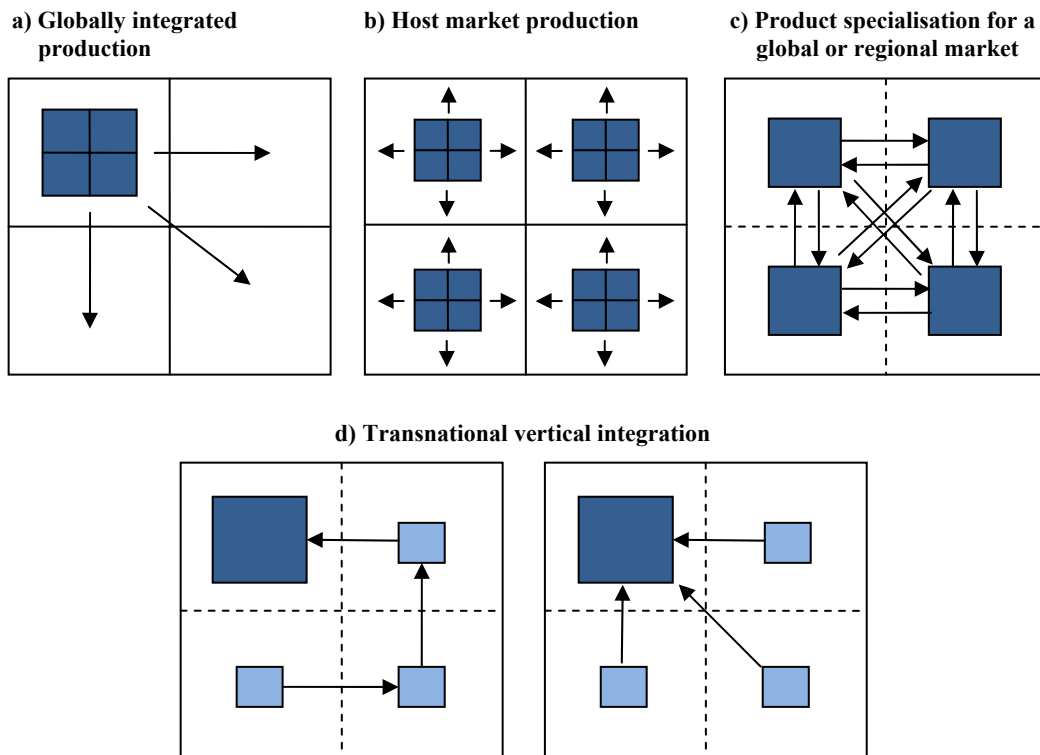 a) Globally integrated
production
b) Host market production
c) Product specialisation for a
global or regional market
d) Transnational vertical integration